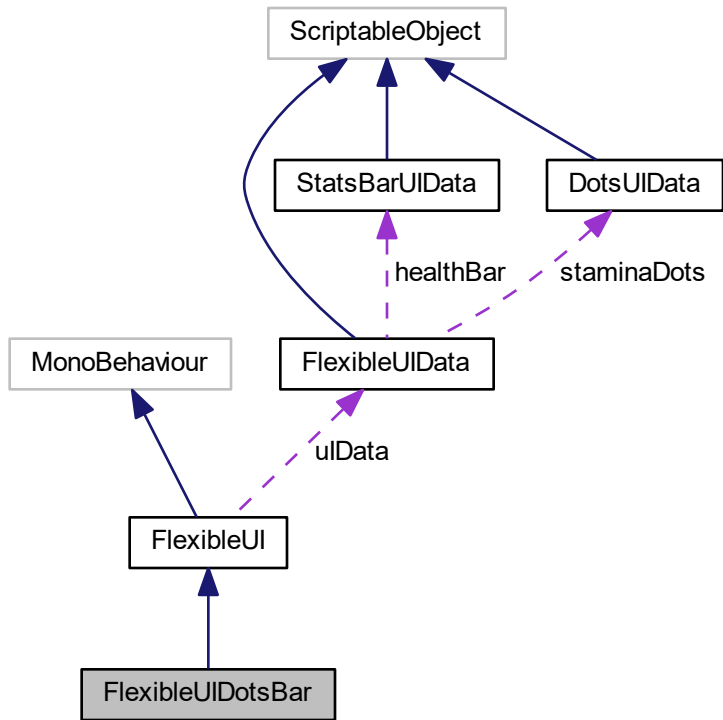 ScriptableObject
StatsBarUIData
DotsUIData
healthBar
staminaDots
MonoBehaviour
FlexibleUIData
uIData
FlexibleUI
FlexibleUIDotsBar